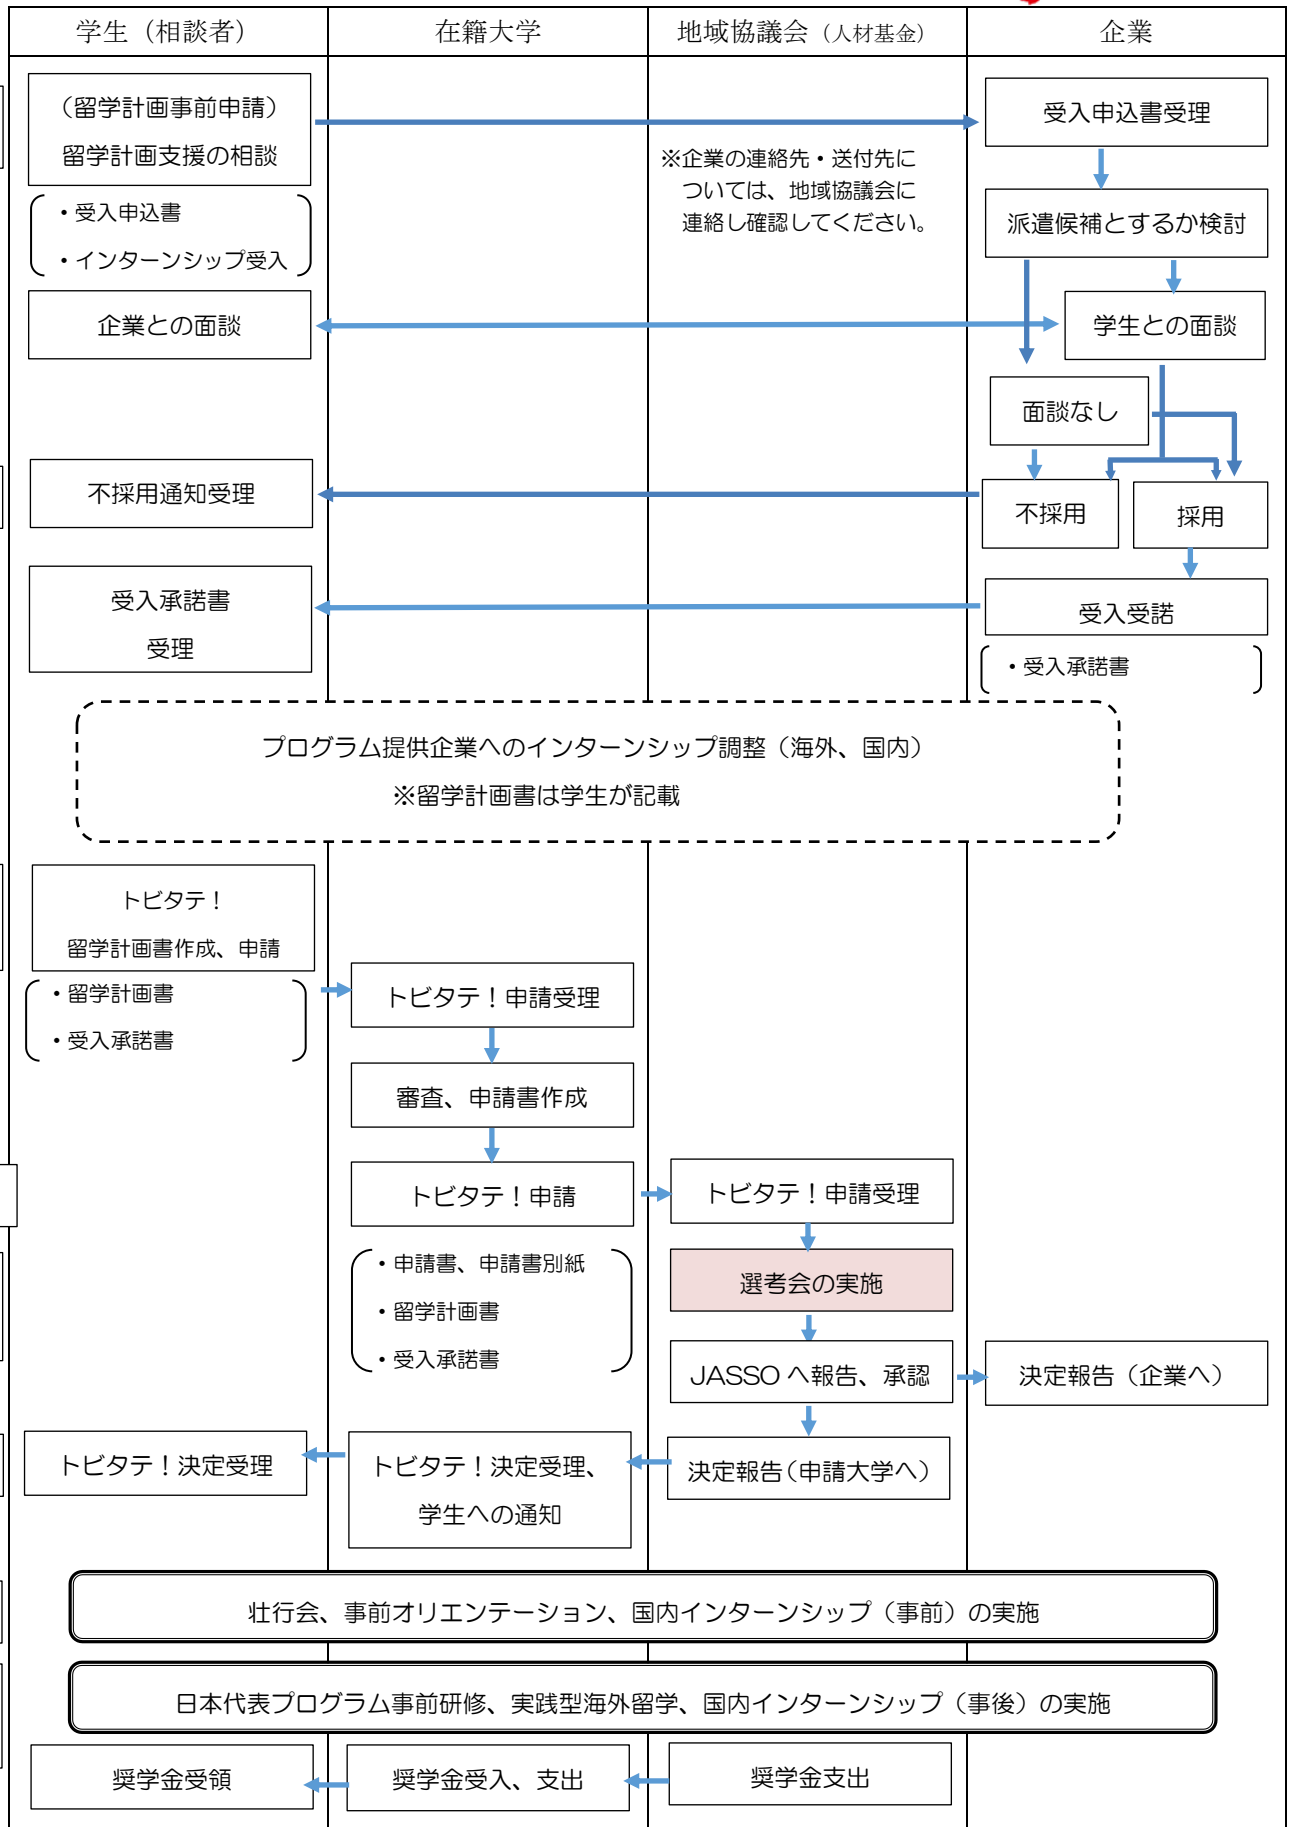 学生（相談者）
在籍大学
地域協議会（人材基金）
企業
（留学計画事前申請）
留学計画支援の相談
受入申込書受理
※企業の連絡先・送付先に
ついては、地域協議会に
連絡し確認してください。
・受入申込書
・インターンシップ受入
派遣候補とするか検討
企業との面談
学生との面談
面談なし
不採用通知受理
不採用
採用
受入承諾書
受理
受入受諾
・受入承諾書
プログラム提供企業へのインターンシップ調整（海外、国内）
※留学計画書は学生が記載
トビタテ！
留学計画書作成、申請
・留学計画書
・受入承諾書
トビタテ！申請受理
審査、申請書作成
トビタテ！申請
トビタテ！申請受理
・申請書、申請書別紙
・留学計画書
・受入承諾書
選考会の実施
JASSO へ報告、承認
決定報告（企業へ）
トビタテ！決定受理
トビタテ！決定受理、
学生への通知
決定報告（申請大学へ）
壮行会、事前オリエンテーション、国内インターンシップ（事前）の実施
日本代表プログラム事前研修、実践型海外留学、国内インターンシップ（事後）の実施
奨学金受領
奨学金受入、支出
奨学金支出